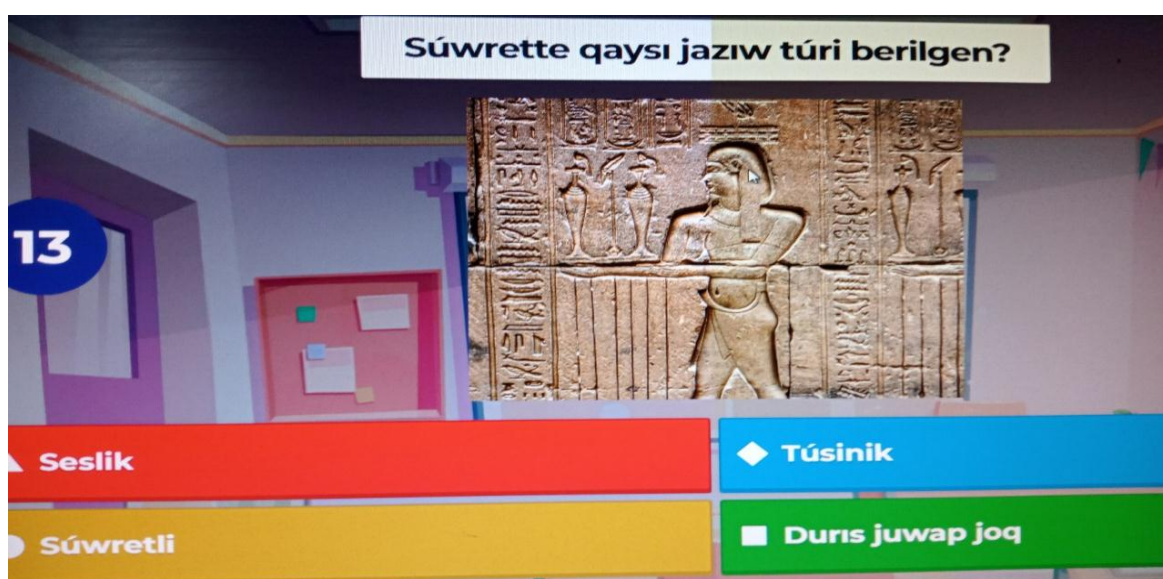 Súwrette qaysı jazıw túri berilgen?
13
Seslik
Túsinik
Súwretli
Durıs juwap joq